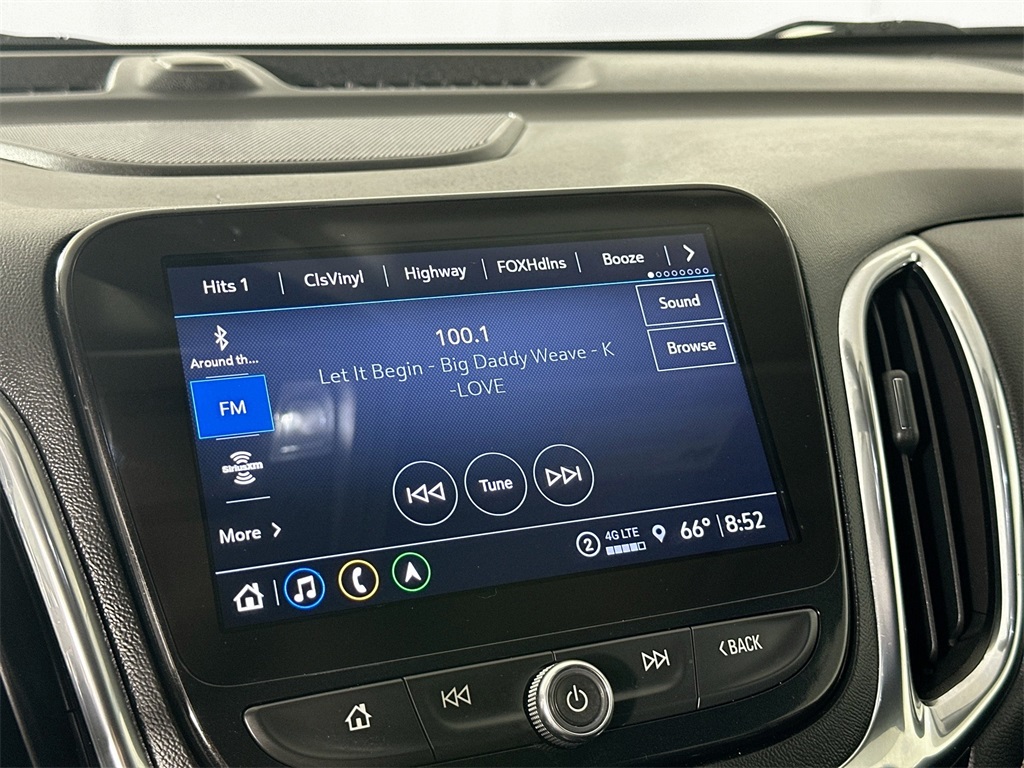 Hits 1 ClsVinyl Highway FOXHdlns Booze
Around th...
100.1
Sound
Let It Begin - Big Daddy Weave - K
-LOVE
Browse
FM
SiriusXM
Tune
More
2 4G LTE 66° 8:52
BACK